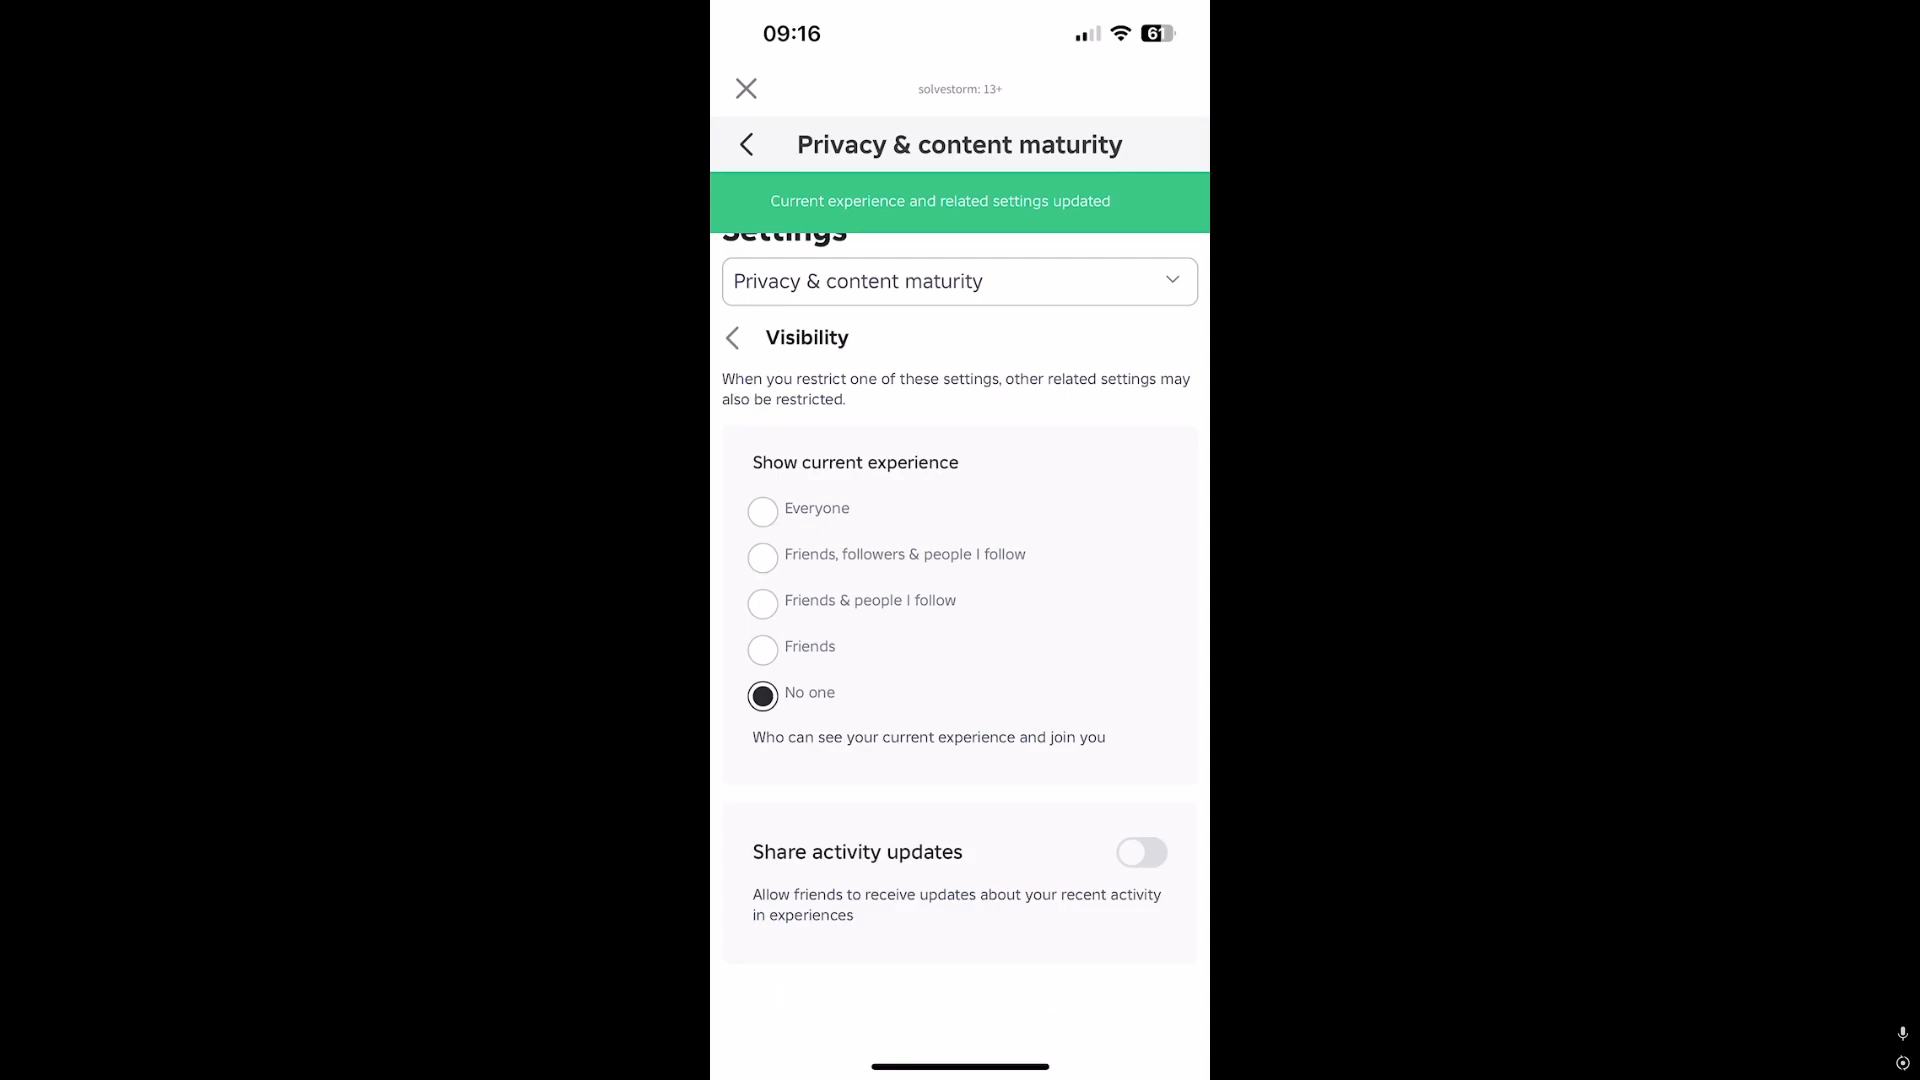 09:16
61
solvestorm: 13+
Privacy & content maturity
Current experience and related settings updated
Settings
Privacy & content maturity
Visibility
When you restrict one of these settings, other related settings may
also be restricted.
Show current experience
Everyone
Friends, followers & people I follow
Friends & people I follow
Friends
No one
Who can see your current experience and join you
Share activity updates
Allow friends to receive updates about your recent activity
in experiences